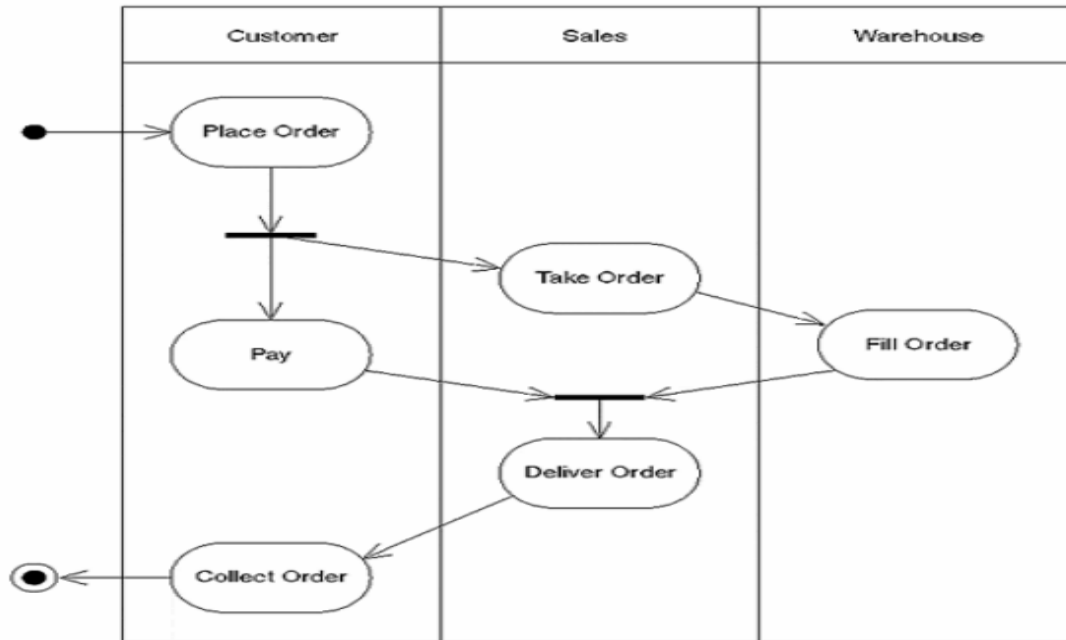 Customer
Sales
Warehouse
Place Order
Take Order
Fill Order
Pay
Deliver Order
Collect Order